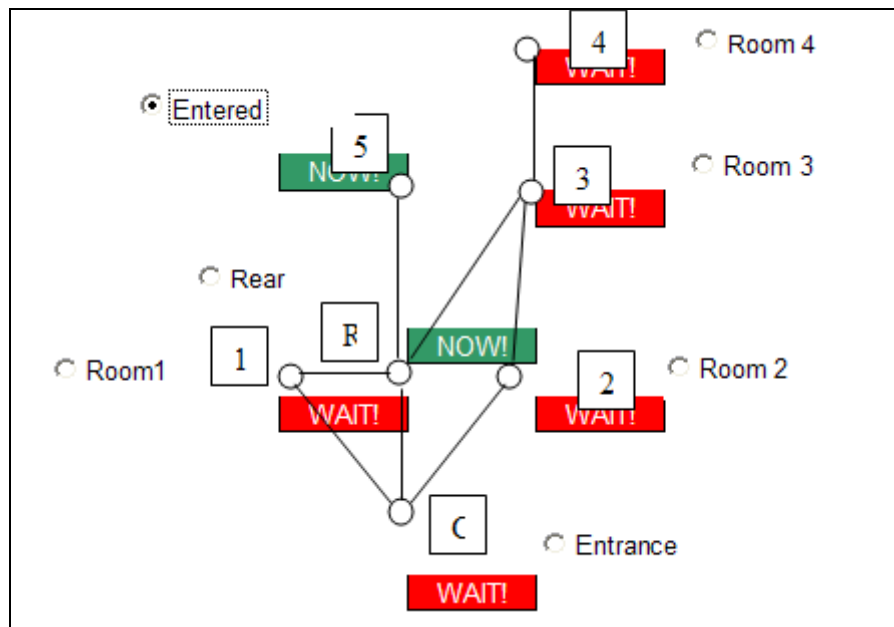 4
Room 4
WAIT!
Entered
5
NOW!
3
Room 3
WAIT!
Rear
R
NOW!
Room1
1
2
Room 2
WAIT!
WAIT!
C
Entrance
WAIT!